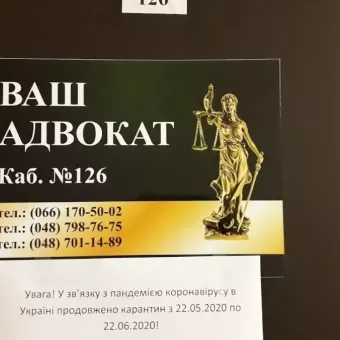 126
ВАШ
АДВОКАТ
Каб. №126
тел.: (066) 170-50-02
тел.: (048) 798-76-75
тел.: (048) 701-14-89
Увага! У зв'язку з пандемією коронавірусу в
Україні продовжено карантин з 22.05.2020 по
22.06.2020!